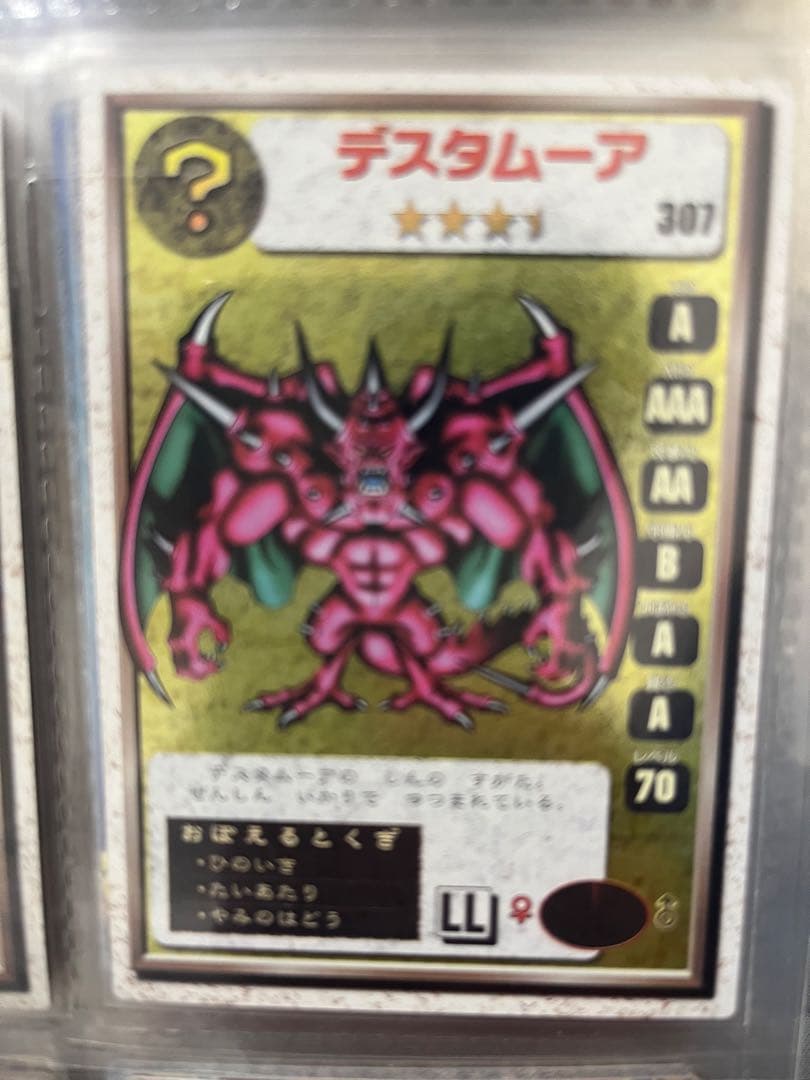 ?
デスタムーア
307
A
AAA
AA
B
A
A
レベル
70
デスタムーアの しんの すがた。
ぜんしん いかりで つつまれている。
おぼえるとくぎ
・ひのいき
・たいあたり
・やみのはどう
LL
♀
♂